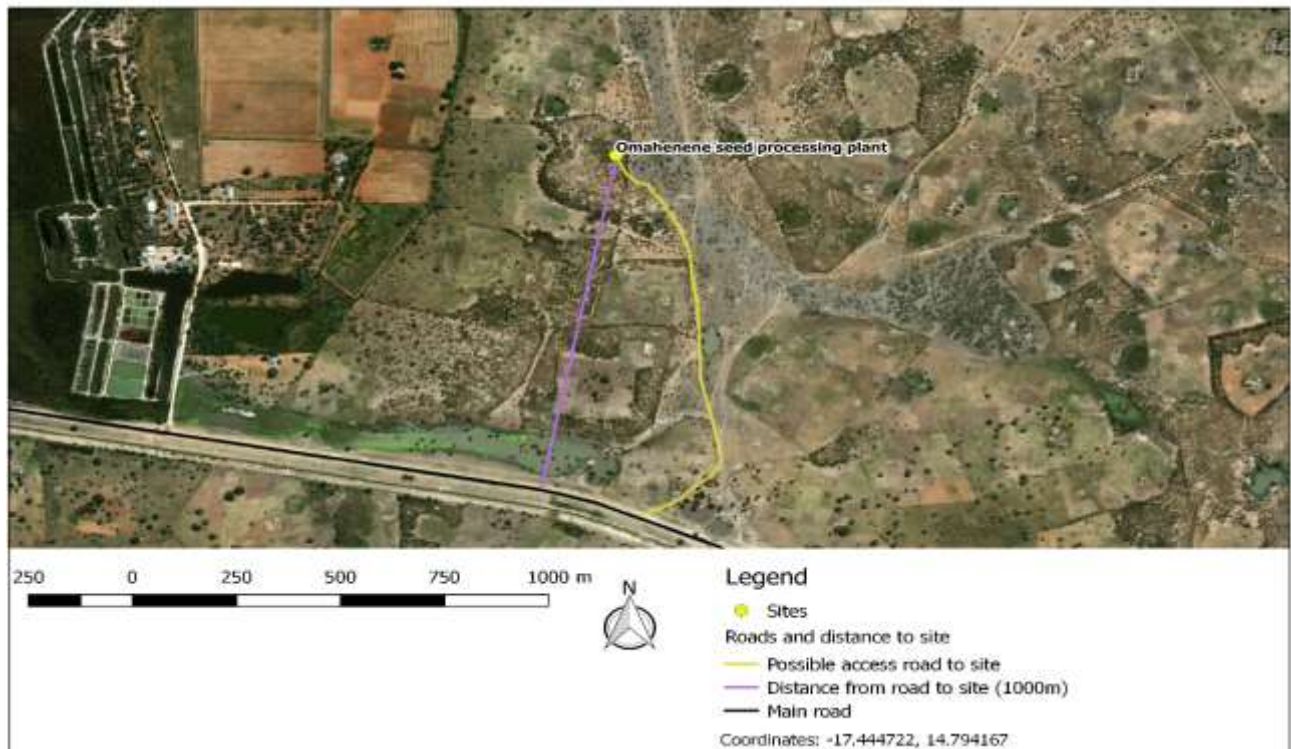 Omahenene seed processing plant
250 0 250 500 750 1000 m
N
Legend
Sites
Roads and distance to site
Possible access road to site
Distance from road to site (1000m)
Main road
Coordinates: -17.444722, 14.794167